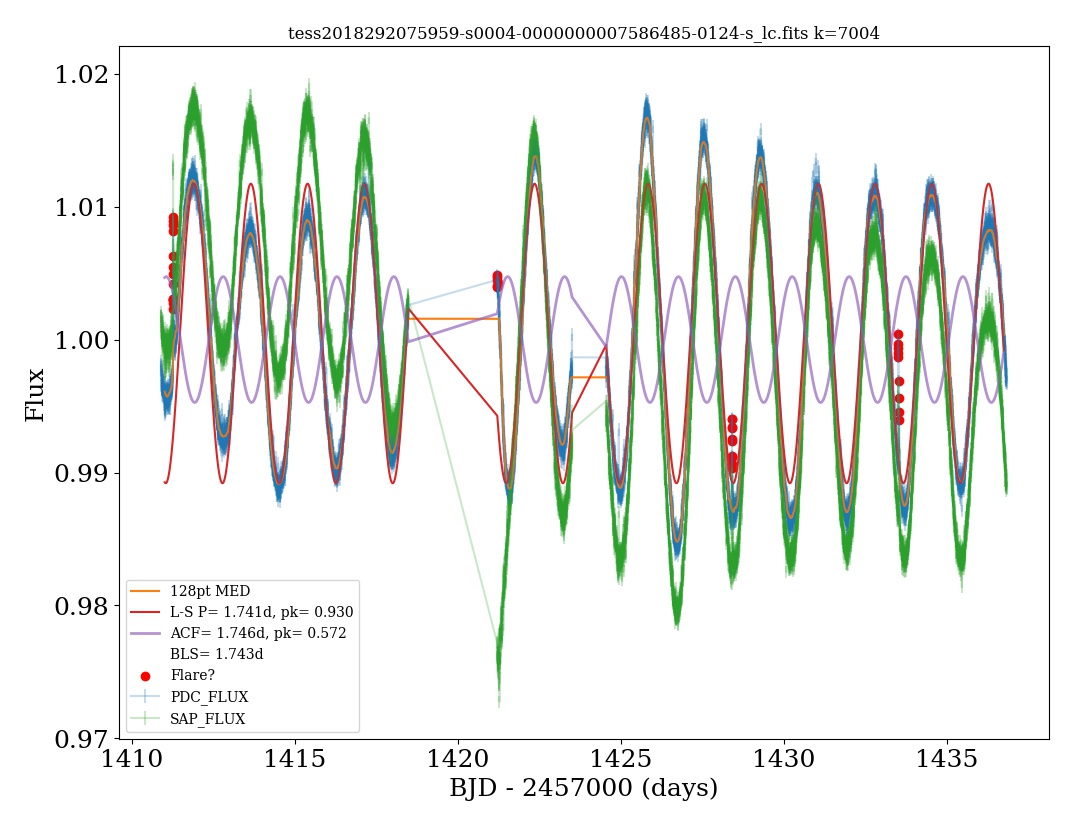 tess2018292075959-s0004-0000000007586485-0124-s_lc.fits k=7004
1.02
1.01
1.00
0.99
0.98
0.97
Flux
128pt MED
L-S P= 1.741d, pk= 0.930
ACF= 1.746d, pk= 0.572
BLS= 1.743d
Flare?
PDC_FLUX
SAP_FLUX
1410 1415 1420 1425 1430 1435
BJD - 2457000 (days)